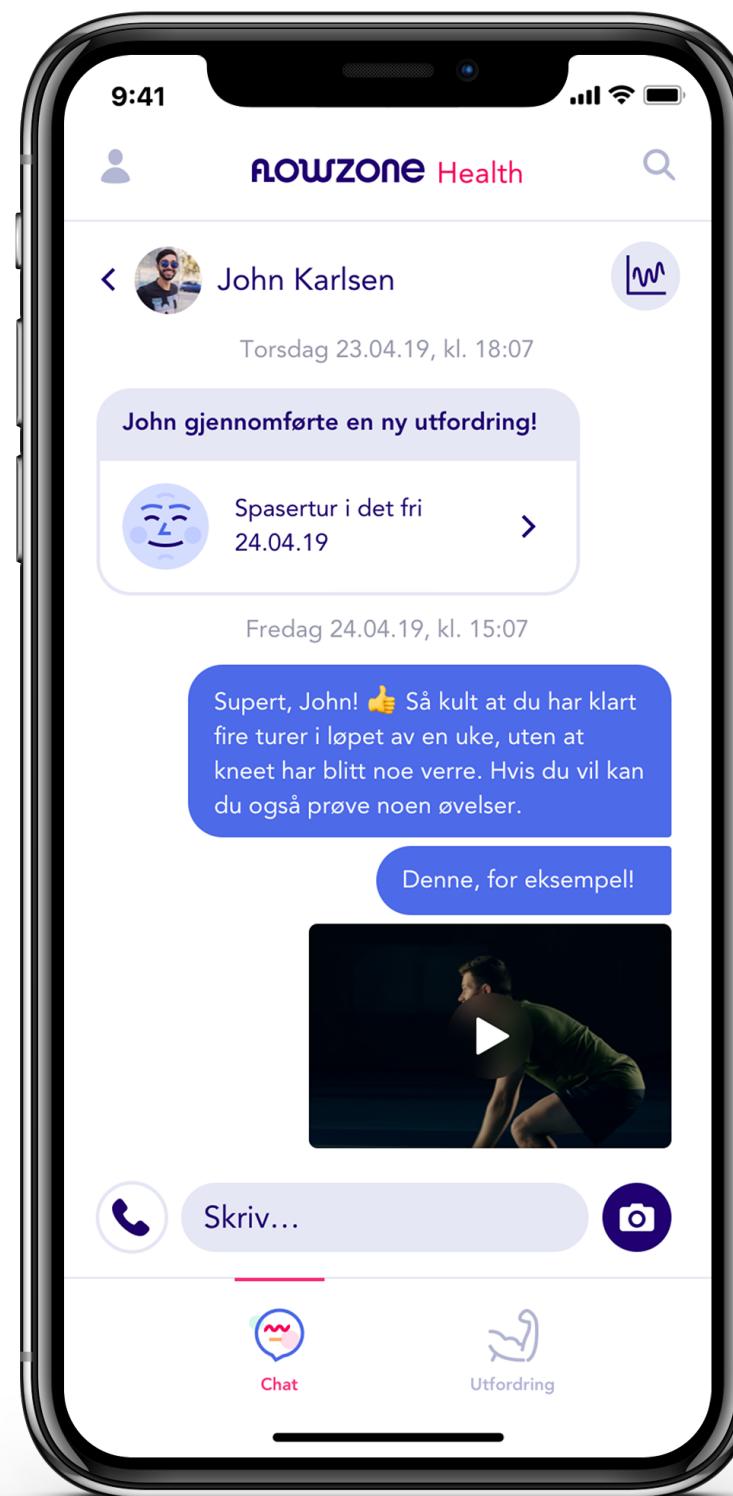 9:41
flowzone Health
John Karlsen
Torsdag 23.04.19, kl. 18:07
John gjennomførte en ny utfordring!
Spasertur i det fri
24.04.19
Fredag 24.04.19, kl. 15:07
Supert, John! 👍 Så kult at du har klart
fire turer i løpet av en uke, uten at
kneet har blitt noe verre. Hvis du vil kan
du også prøve noen øvelser.
Denne, for eksempel!
Skriv...
Chat
Utfordring